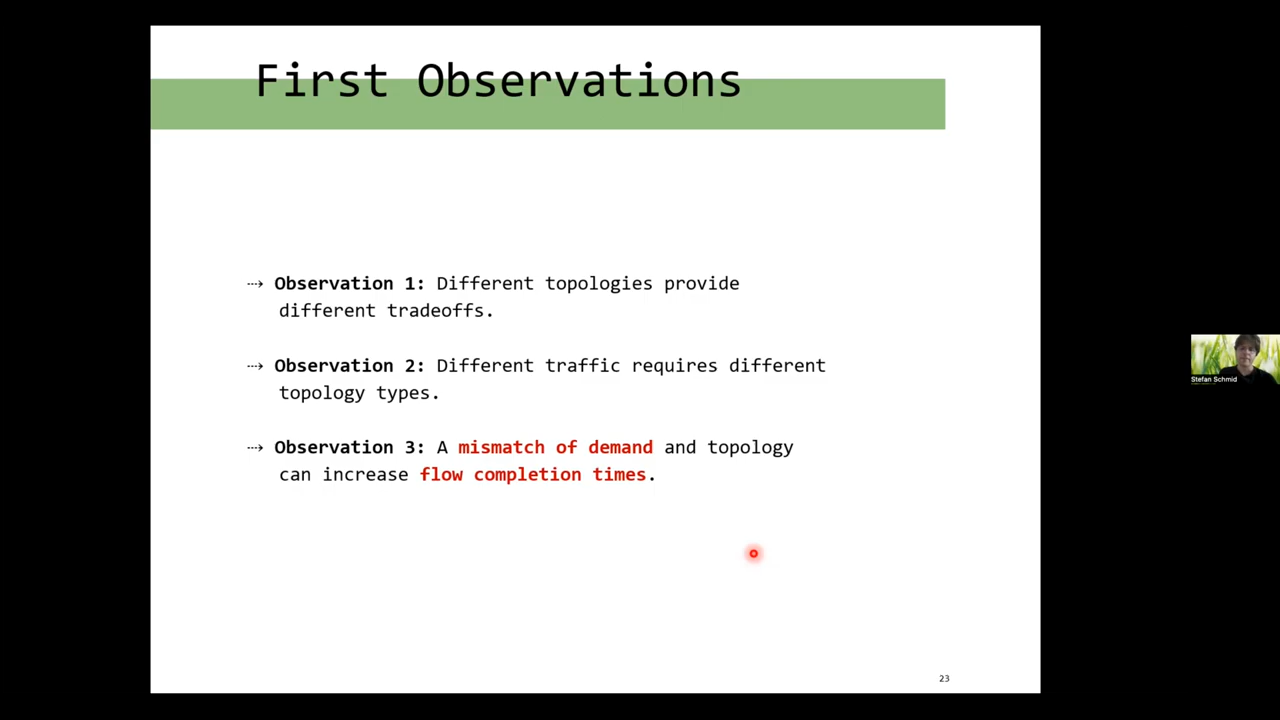 First Observations
⇢ Observation 1: Different topologies provide
different tradeoffs.
⇢ Observation 2: Different traffic requires different
topology types.
⇢ Observation 3: A mismatch of demand and topology
can increase flow completion times.
Stefan Schmid
23